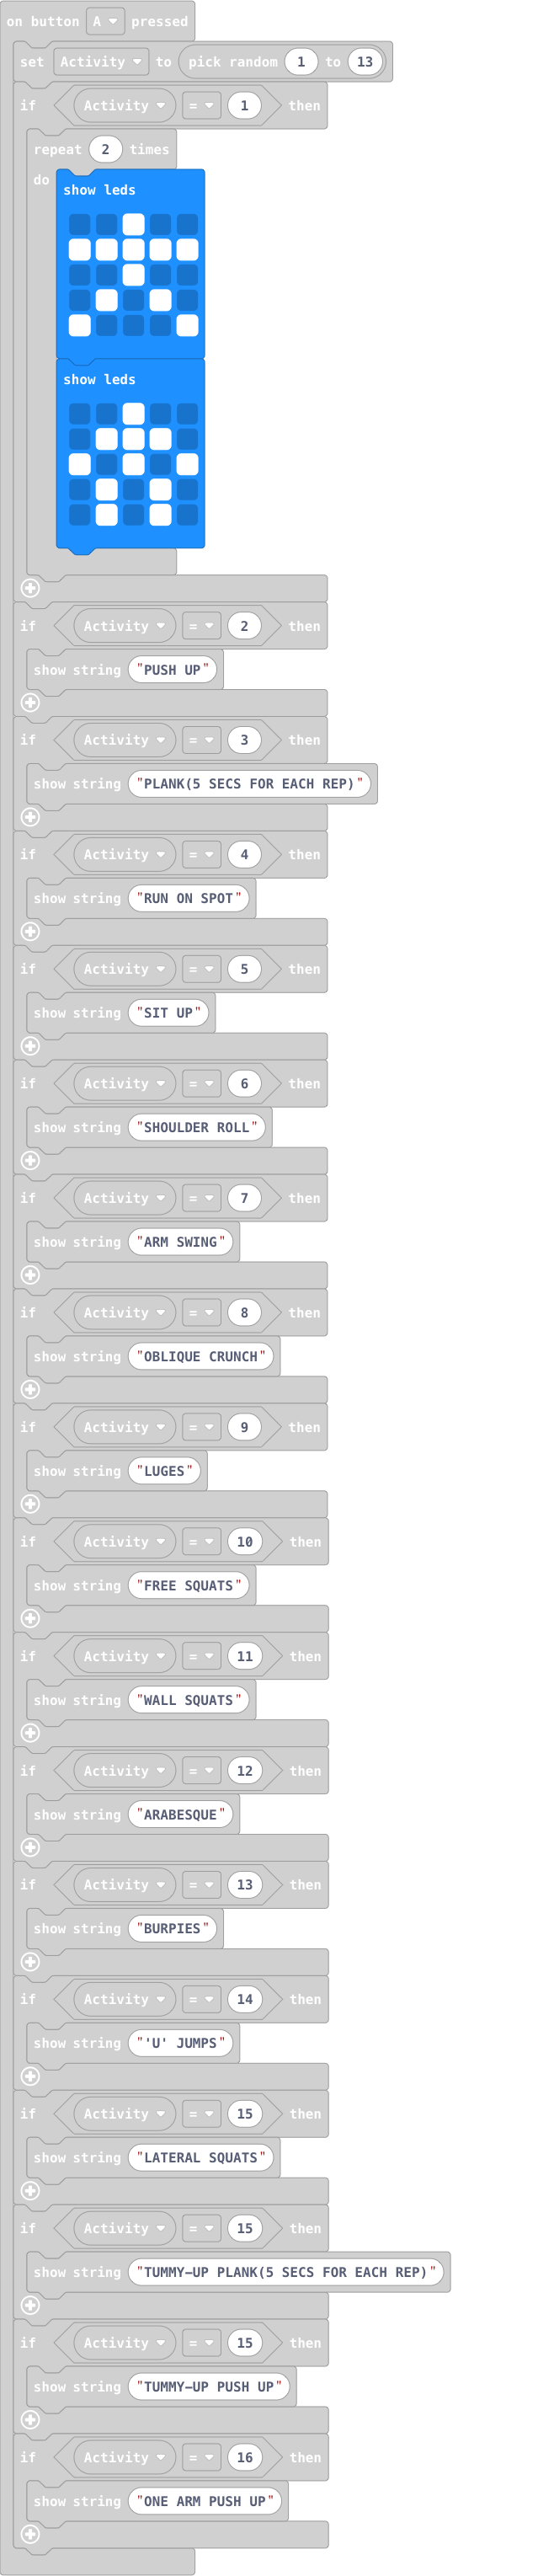 on button A pressed
set Activity to pick random 1 to 13
if Activity = 1 then
repeat 2 times
do
show leds
show leds
if Activity = 2 then
show string "PUSH UP"
if Activity = 3 then
show string "PLANK(5 SECS FOR EACH REP)"
if Activity = 4 then
show string "RUN ON SPOT"
if Activity = 5 then
show string "SIT UP"
if Activity = 6 then
show string "SHOULDER ROLL"
if Activity = 7 then
show string "ARM SWING"
if Activity = 8 then
show string "OBLIQUE CRUNCH"
if Activity = 9 then
show string "LUGES"
if Activity = 10 then
show string "FREE SQUATS"
if Activity = 11 then
show string "WALL SQUATS"
if Activity = 12 then
show string "ARABESQUE"
if Activity = 13 then
show string "BURPIES"
if Activity = 14 then
show string "'U' JUMPS"
if Activity = 15 then
show string "LATERAL SQUATS"
if Activity = 15 then
show string "TUMMY-UP PLANK(5 SECS FOR EACH REP)"
if Activity = 15 then
show string "TUMMY-UP PUSH UP"
if Activity = 16 then
show string "ONE ARM PUSH UP"